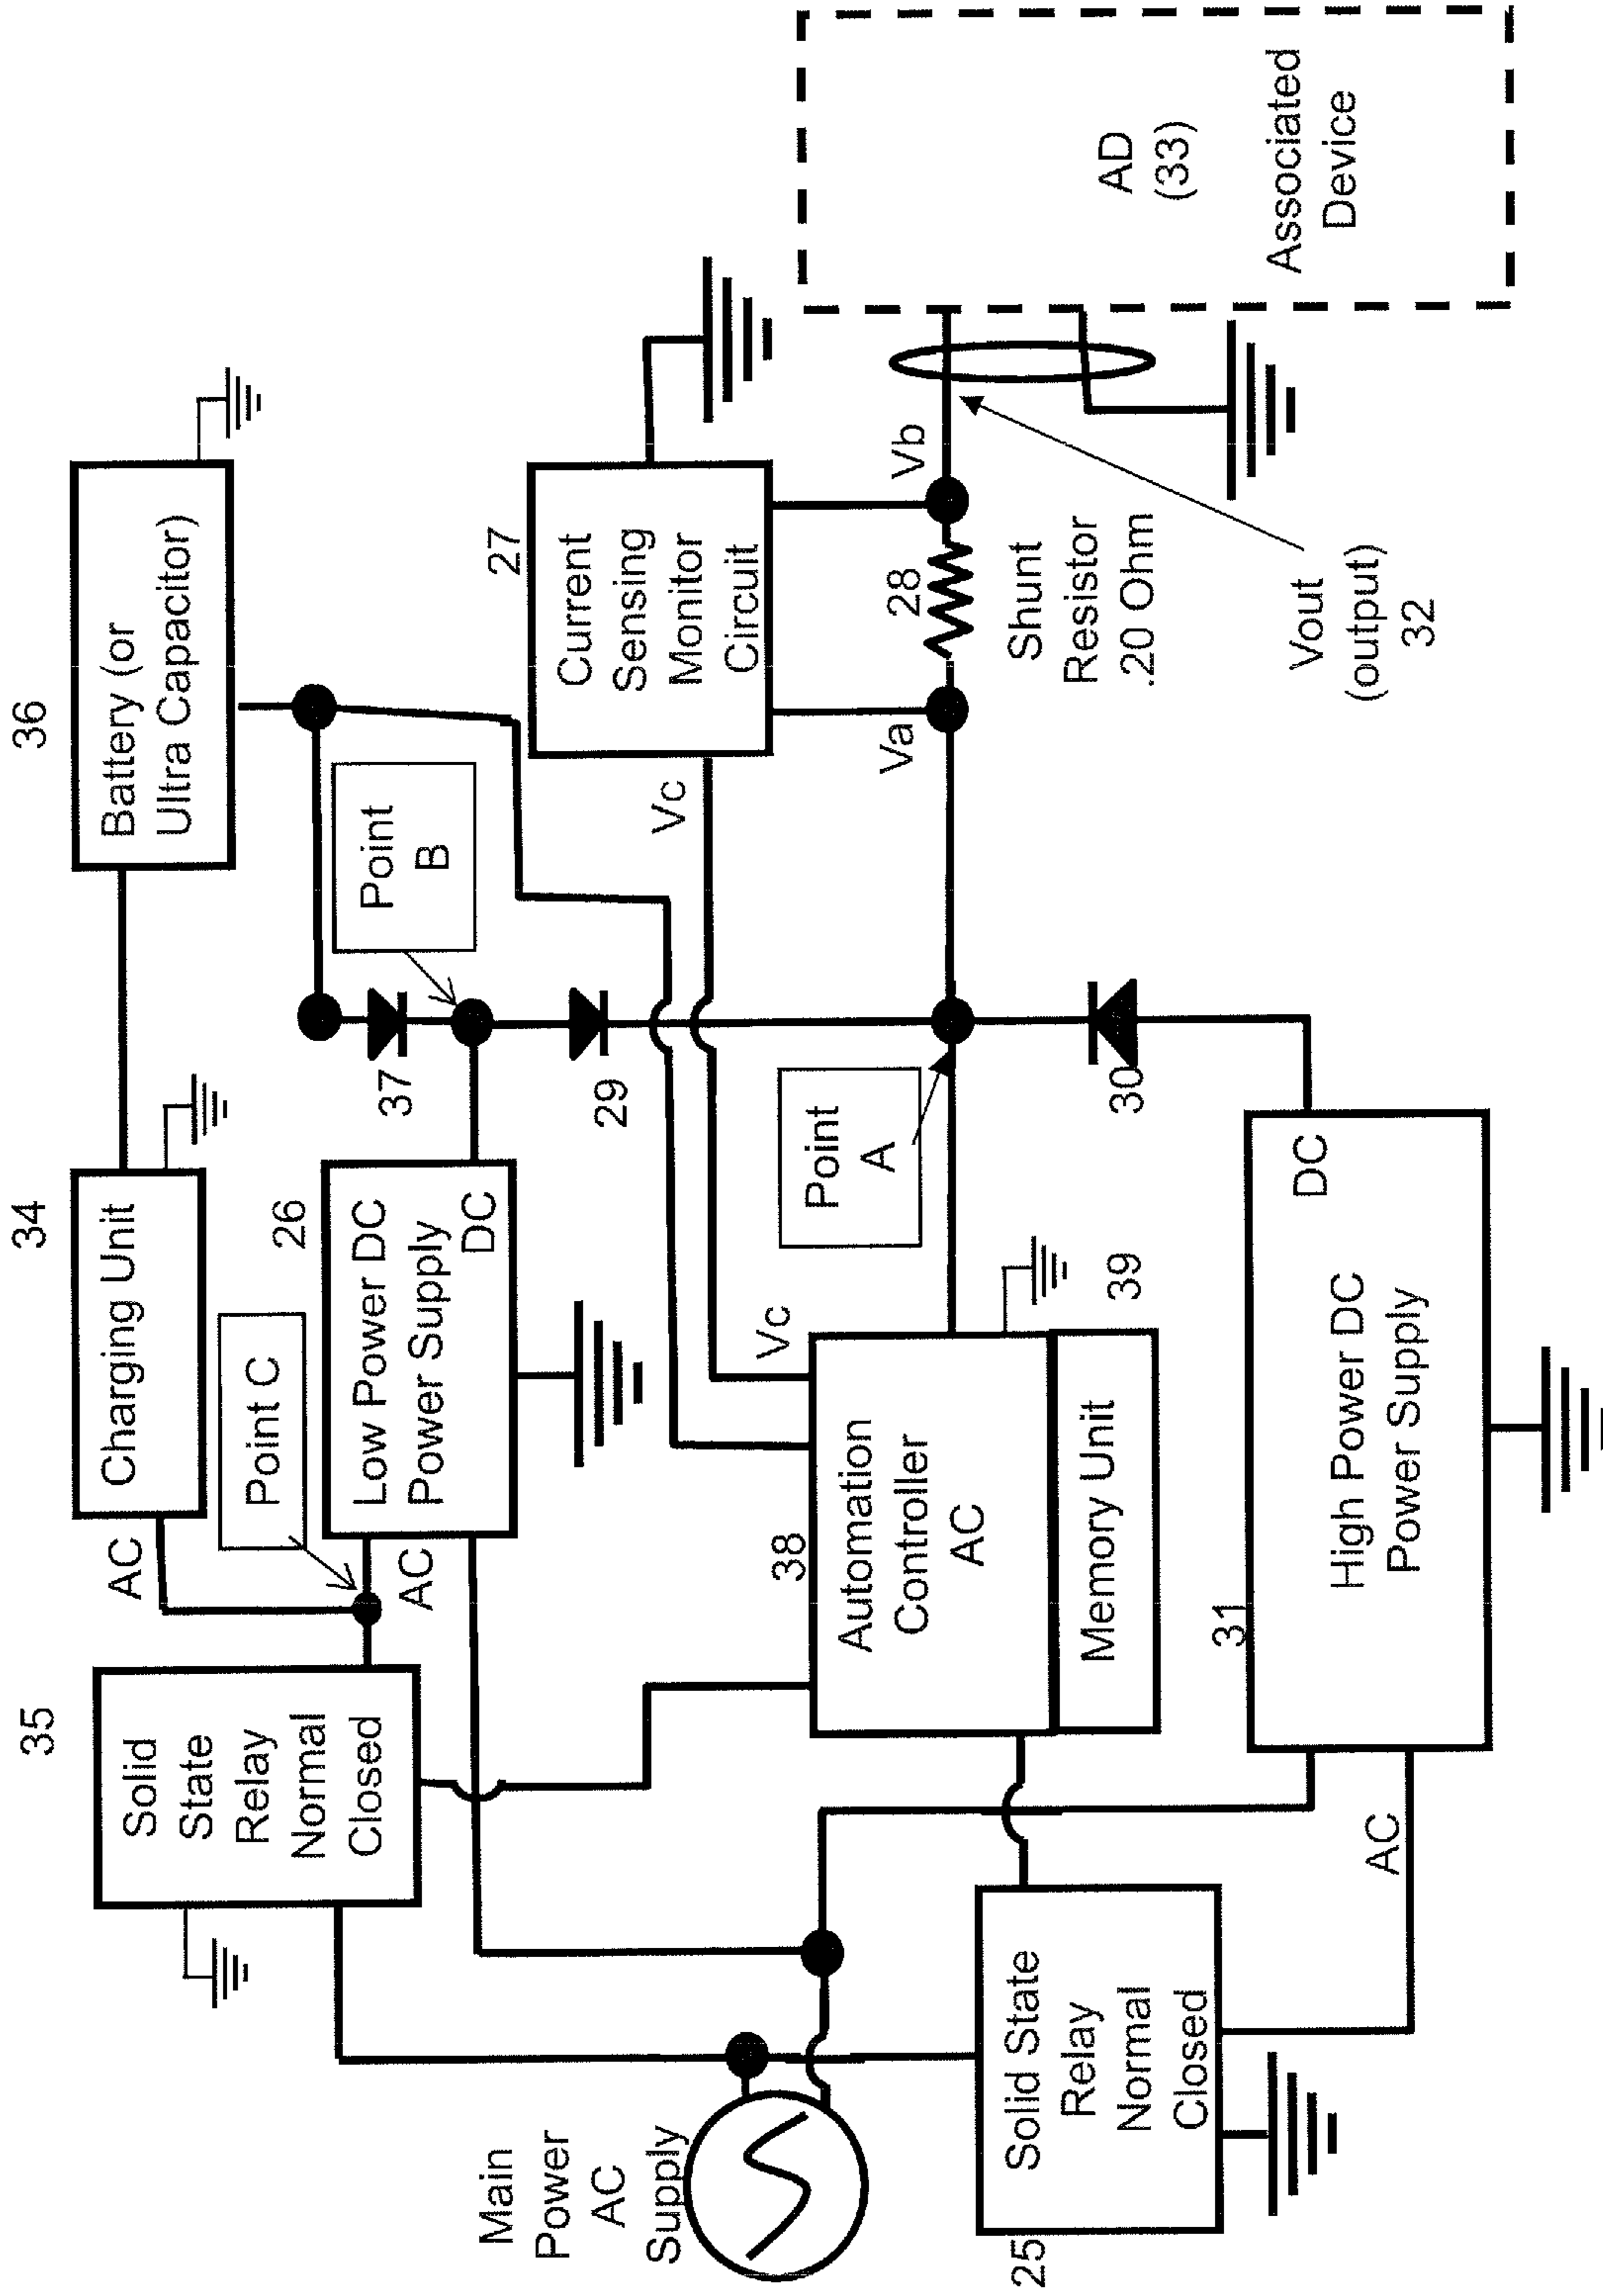 36
Battery (or
Ultra Capacitor)
34
Charging Unit
AC
35
Solid
State
Relay
Normal
Closed
Point C
26
Low Power DC
Power Supply
DC
AC
37
Point
B
29
27
Current
Sensing
Monitor
Circuit
Vc
Vc
Va
Vb
28
Shunt
Resistor
.20 Ohm
Vout
(output)
32
AD
(33)
Associated
Device
Point
A
30
38
Automation
Controller
AC
39
Memory Unit
31
DC
High Power DC
Power Supply
AC
Main
Power
AC
Supply
25
Solid State
Relay
Normal
Closed